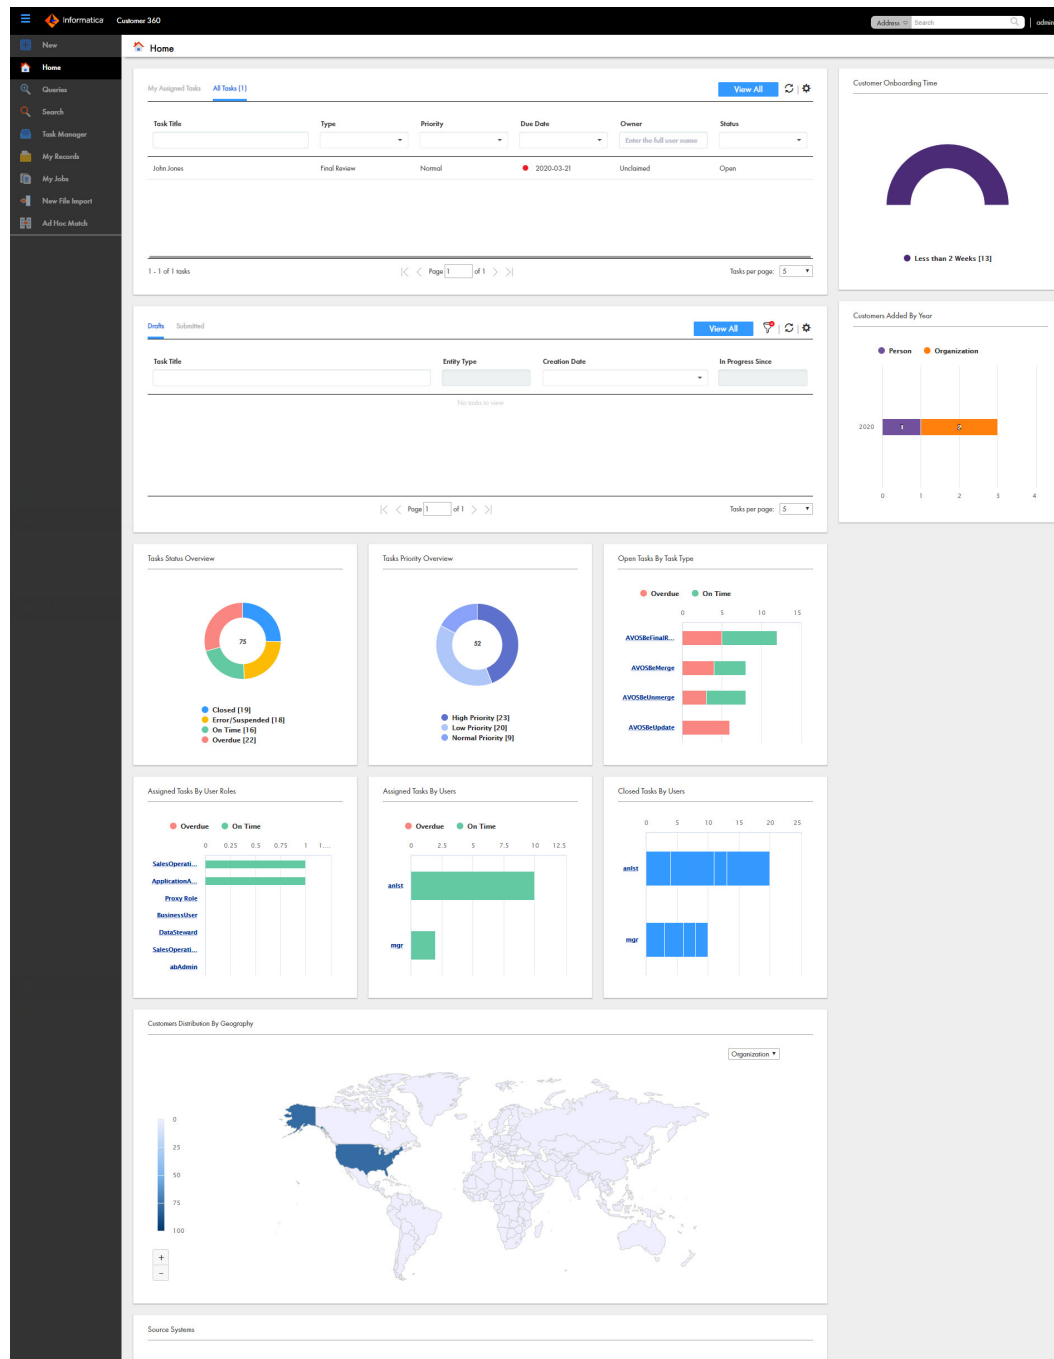 Informatica Customer 360
Address Search admin
New
Home
Queries
Search
Task Manager
My Records
My Jobs
New File Import
Ad Hoc Match
Home
My Assigned Tasks All Tasks (1) View All
Task Title Type Priority Due Date Owner Status
Enter the full user name
John Jones Final Review Normal 2020-03-21 Unclaimed Open
1 - 1 of 1 tasks Page 1 of 1 Tasks per page: 5
Customer Onboarding Time
Less than 2 Weeks [13]
Drafts Submitted View All
Task Title Entity Type Creation Date In Progress Since
No tasks to view
Page 1 of 1 Tasks per page: 5
Customers Added By Year
Person Organization
2020 1 2
0 1 2 3 4
Tasks Status Overview
75
Closed [19]
Error/Suspended [18]
On Time [16]
Overdue [22]
Tasks Priority Overview
52
High Priority [23]
Low Priority [20]
Normal Priority [9]
Open Tasks By Task Type
Overdue On Time
0 5 10 15
AVOSBeFinalR...
AVOSBeMerge
AVOSBeUnmerge
AVOSBeUpdate
Assigned Tasks By User Roles
Overdue On Time
0 0.25 0.5 0.75 1 1....
SalesOperati...
ApplicationA...
Proxy Role
BusinessUser
DataSteward
SalesOperati...
abAdmin
Assigned Tasks By Users
Overdue On Time
0 2.5 5 7.5 10 12.5
anlst
mgr
Closed Tasks By Users
0 5 10 15 20 25
anlst
mgr
Customers Distribution By Geography
Organization
0
25
50
75
100
+
−
Source Systems